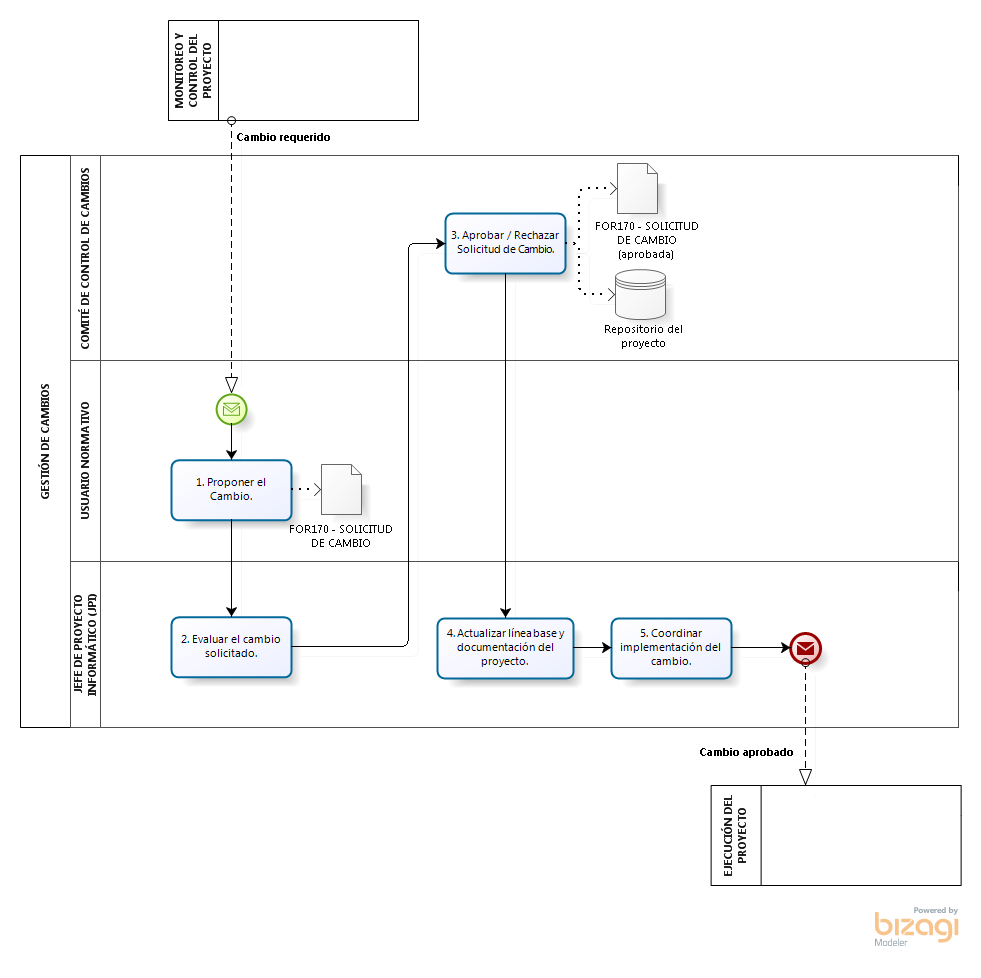 MONITOREO Y
CONTROL DEL
PROYECTO
Cambio requerido
GESTIÓN DE CAMBIOS
COMITÉ DE CONTROL DE CAMBIOS
3. Aprobar / Rechazar
Solicitud de Cambio.
FOR170 - SOLICITUD
DE CAMBIO
(aprobada)
Repositorio del
proyecto
USUARIO NORMATIVO
1. Proponer el
Cambio.
FOR170 - SOLICITUD
DE CAMBIO
JEFE DE PROYECTO
INFORMÁTICO (JPI)
2. Evaluar el cambio
solicitado.
4. Actualizar línea base y
documentación del
proyecto.
5. Coordinar
implementación del
cambio.
Cambio aprobado
EJECUCIÓN DEL
PROYECTO
Powered by
bizagi
Modeler